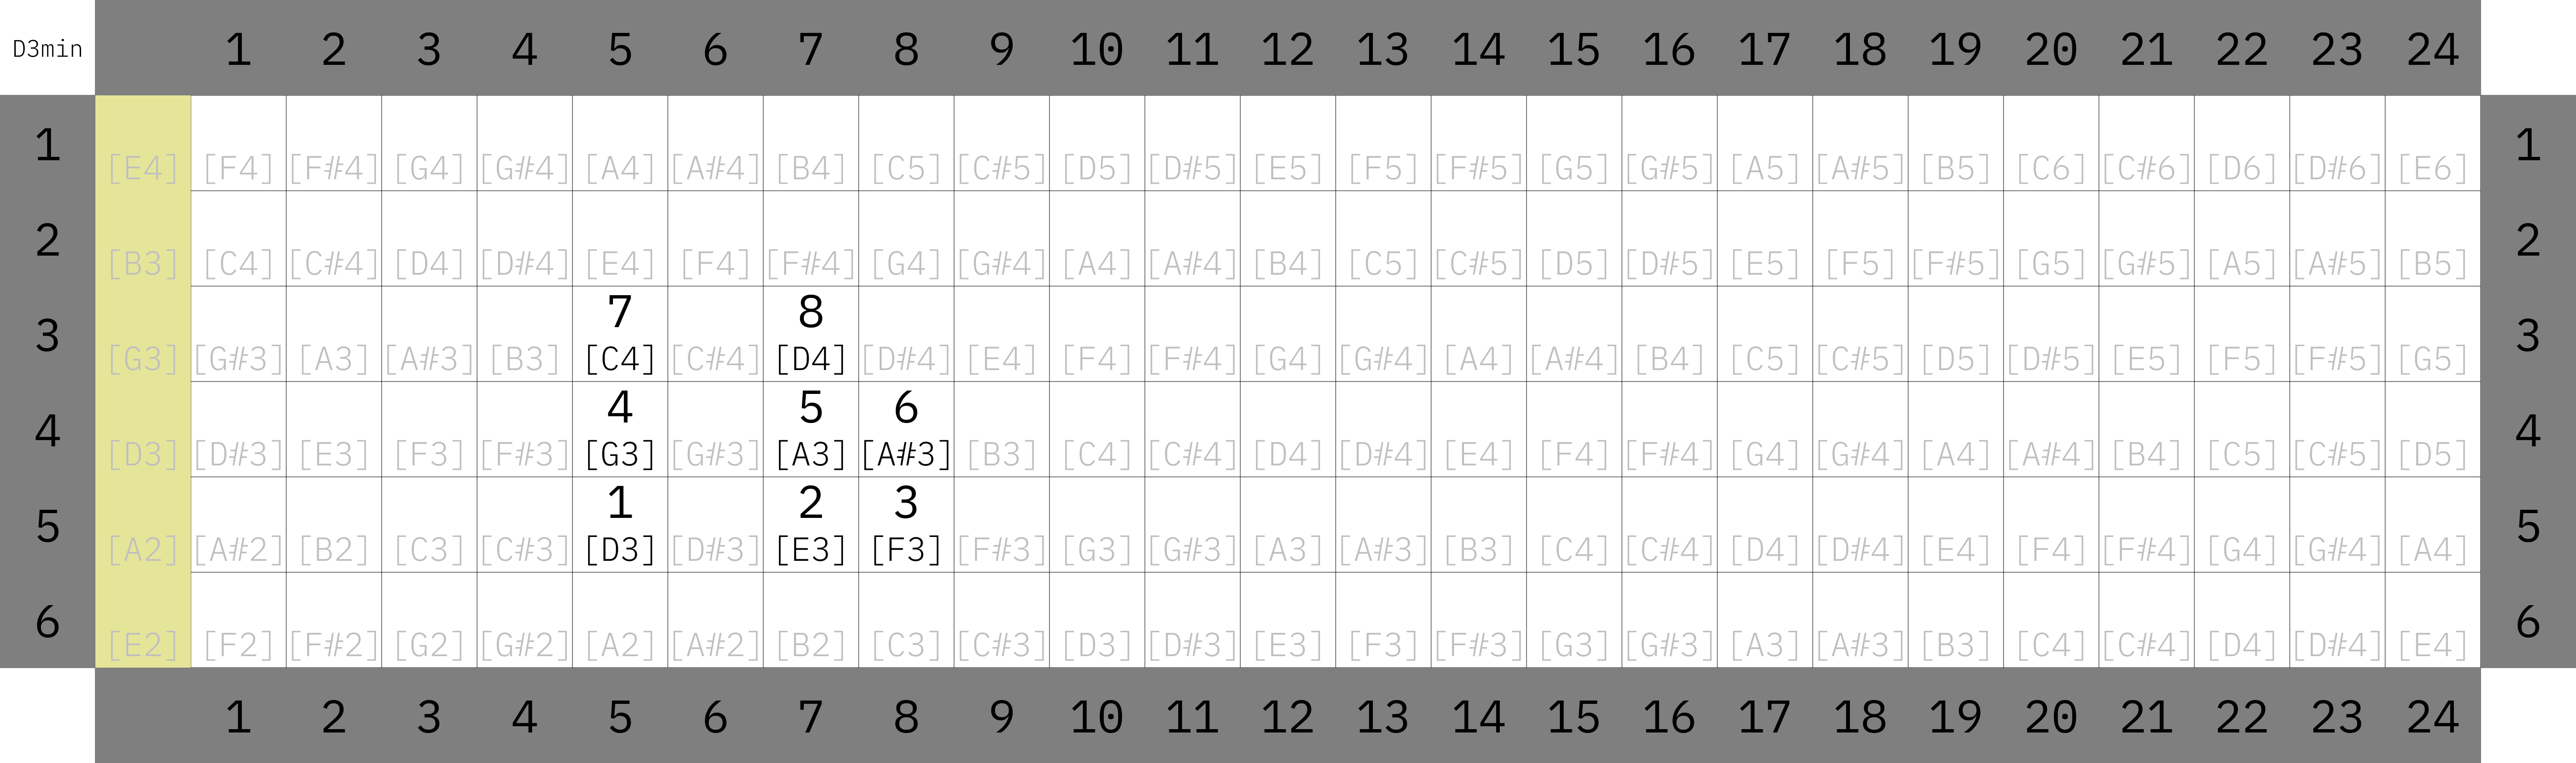 D3min 1 2 3 4 5 6 7 8 9 10 11 12 13 14 15 16 17 18 19 20 21 22 23 24
1 [E4] [F4] [F#4] [G4] [G#4] [A4] [A#4] [B4] [C5] [C#5] [D5] [D#5] [E5] [F5] [F#5] [G5] [G#5] [A5] [A#5] [B5] [C6] [C#6] [D6] [D#6] [E6] 1
2 [B3] [C4] [C#4] [D4] [D#4] [E4] [F4] [F#4] [G4] [G#4] [A4] [A#4] [B4] [C5] [C#5] [D5] [D#5] [E5] [F5] [F#5] [G5] [G#5] [A5] [A#5] [B5] 2
7 8
3 [G3] [G#3] [A3] [A#3] [B3] [C4] [C#4] [D4] [D#4] [E4] [F4] [F#4] [G4] [G#4] [A4] [A#4] [B4] [C5] [C#5] [D5] [D#5] [E5] [F5] [F#5] [G5] 3
4 5 6
4 [D3] [D#3] [E3] [F3] [F#3] [G3] [G#3] [A3] [A#3] [B3] [C4] [C#4] [D4] [D#4] [E4] [F4] [F#4] [G4] [G#4] [A4] [A#4] [B4] [C5] [C#5] [D5] 4
1 2 3
5 [A2] [A#2] [B2] [C3] [C#3] [D3] [D#3] [E3] [F3] [F#3] [G3] [G#3] [A3] [A#3] [B3] [C4] [C#4] [D4] [D#4] [E4] [F4] [F#4] [G4] [G#4] [A4] 5
6 [E2] [F2] [F#2] [G2] [G#2] [A2] [A#2] [B2] [C3] [C#3] [D3] [D#3] [E3] [F3] [F#3] [G3] [G#3] [A3] [A#3] [B3] [C4] [C#4] [D4] [D#4] [E4] 6
1 2 3 4 5 6 7 8 9 10 11 12 13 14 15 16 17 18 19 20 21 22 23 24